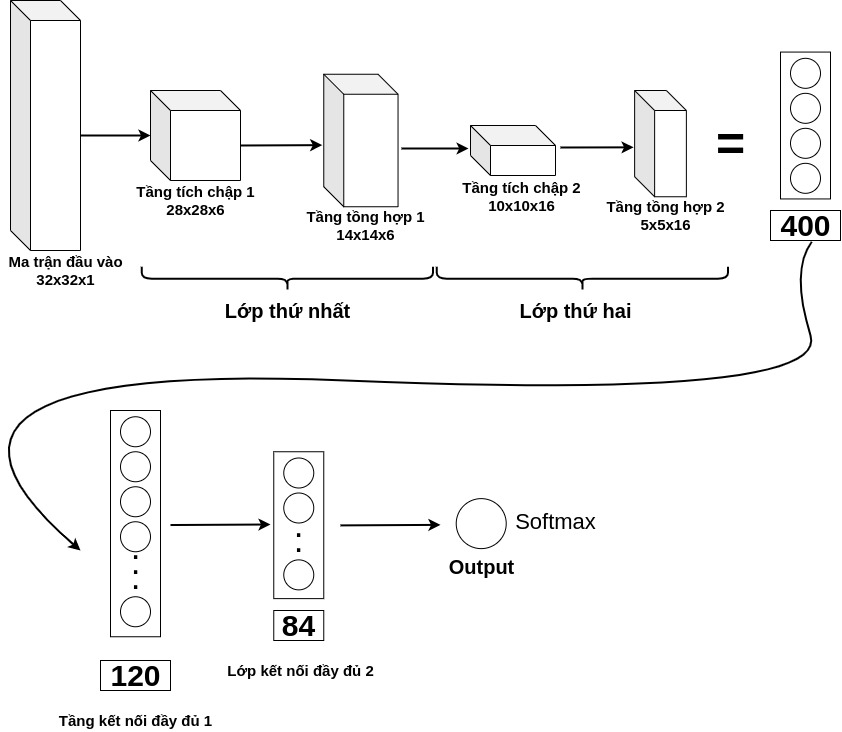 Ma trận đầu vào
32x32x1
Tầng tích chập 1
28x28x6
Tầng tổng hợp 1
14x14x6
Tầng tích chập 2
10x10x16
Tầng tổng hợp 2
5x5x16
=
400
Lớp thứ nhất
Lớp thứ hai
120
Tầng kết nối đầy đủ 1
84
Lớp kết nối đầy đủ 2
Softmax
Output